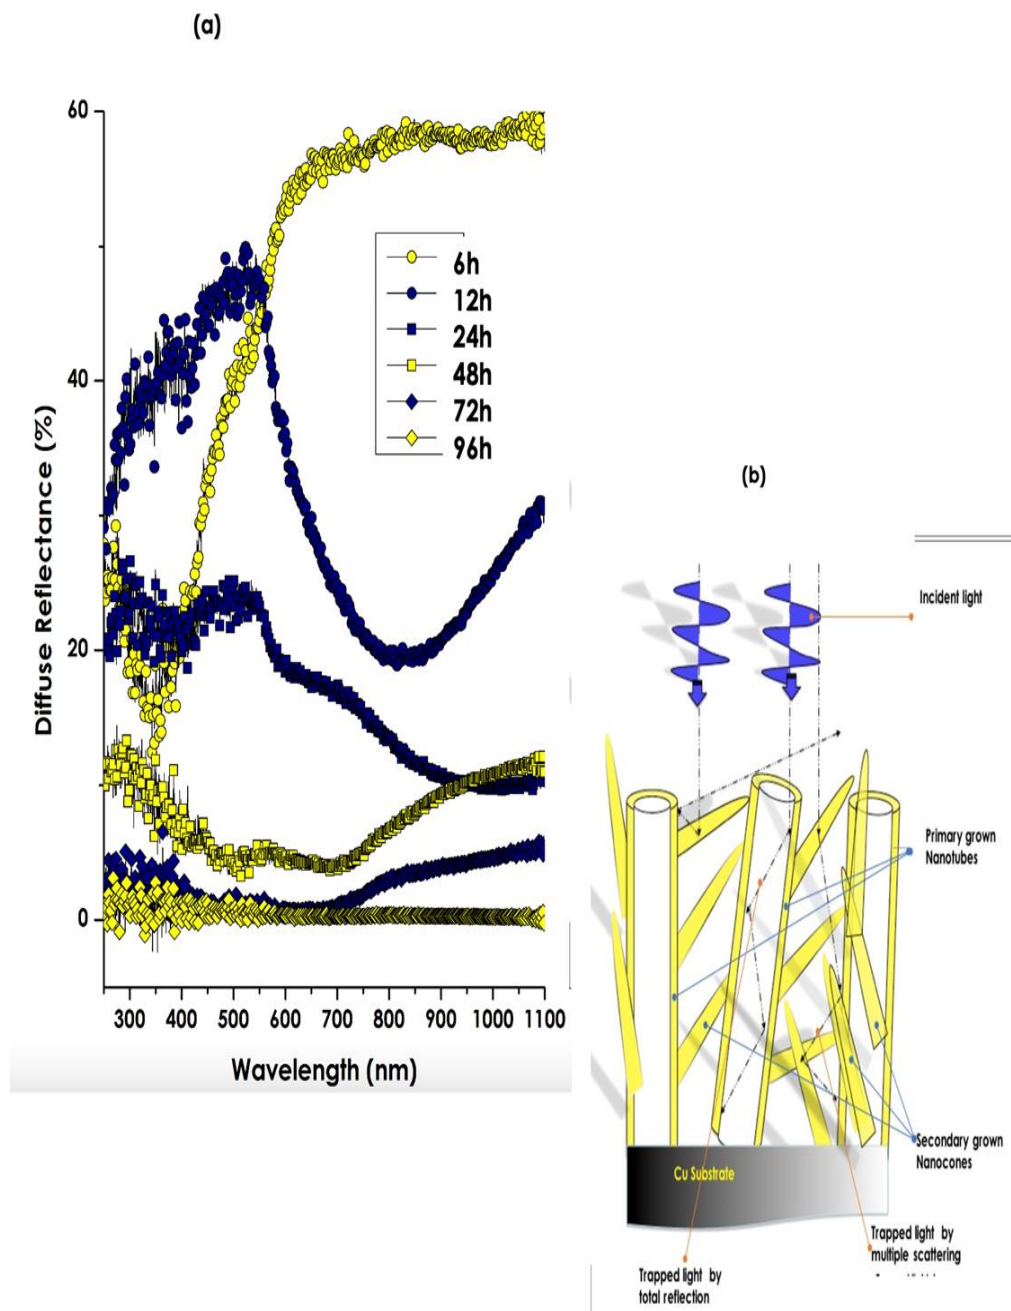 (a)
60
40
20
0
Diffuse Reflectance (%)
6h
12h
24h
48h
72h
96h
300 400 500 600 700 800 900 1000 1100
Wavelength (nm)
(b)
Incident light
Primary grown
Nanotubes
Secondary grown
Nanocones
Cu Substrate
Trapped light by
multiple scattering
Trapped light by
total reflection